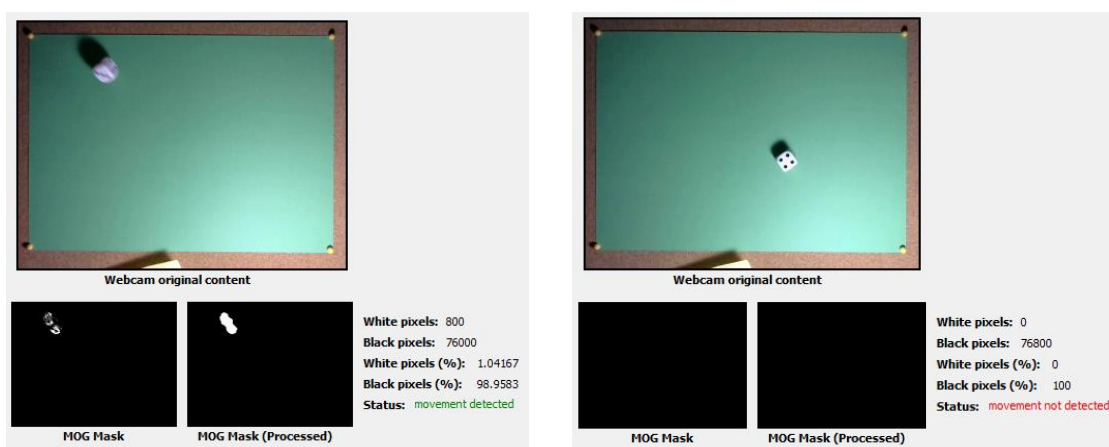 Webcam original content
White pixels: 800
Black pixels: 76000
White pixels (%): 1.04167
Black pixels (%): 98.9583
Status: movement detected
MOG Mask
MOG Mask (Processed)
Webcam original content
White pixels: 0
Black pixels: 76800
White pixels (%): 0
Black pixels (%): 100
Status: movement not detected
MOG Mask
MOG Mask (Processed)